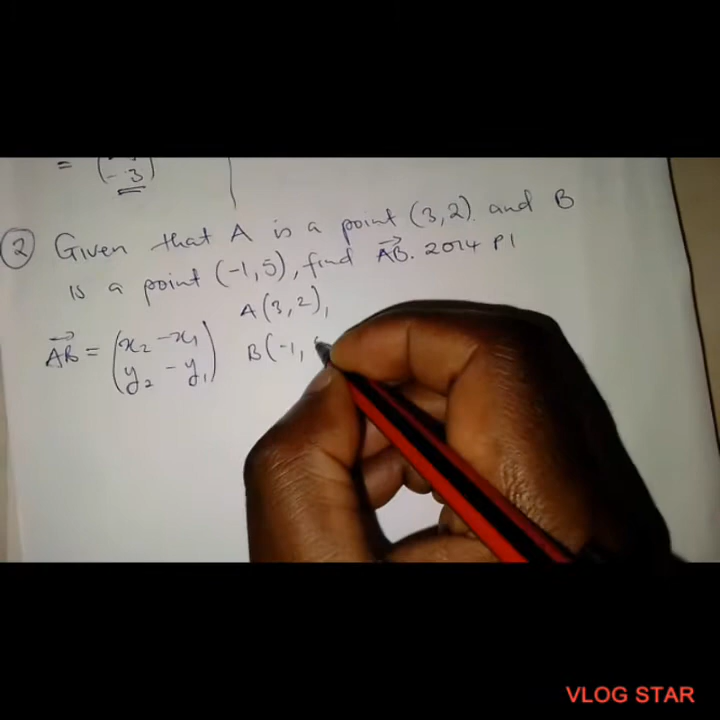 = ( -3 )
② Given that A is a point (3,2). and B
is a point (-1,5), find AB. 2014 P1
A(3,2),
AB = ( x₂ - x₁
y₂ - y₁ )
B(-1,
VLOG STAR